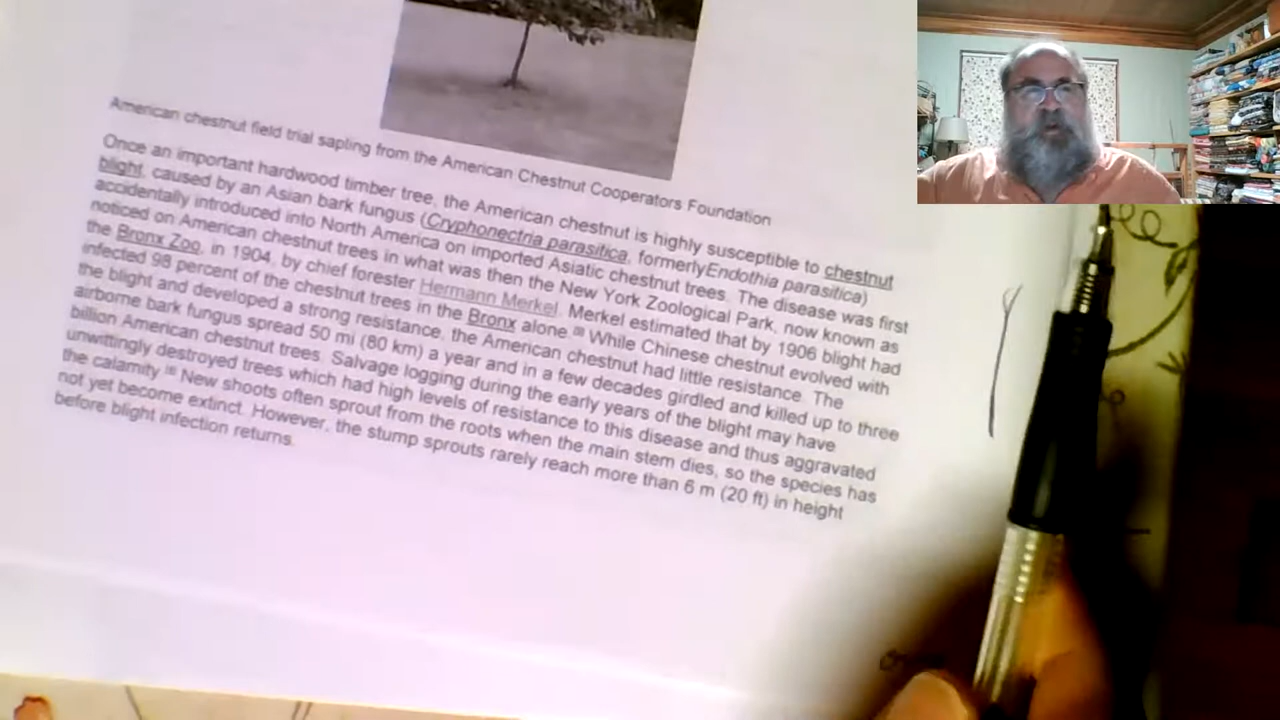 American chestnut field trial sapling from the American Chestnut Cooperators Foundation
Once an important hardwood timber tree, the American chestnut is highly susceptible to chestnut
blight, caused by an Asian bark fungus (Cryphonectria parasitica, formerlyEndothia parasitica)
accidentally introduced into North America on imported Asiatic chestnut trees. The disease was first
noticed on American chestnut trees in what was then the New York Zoological Park, now known as
the Bronx Zoo, in 1904, by chief forester Hermann Merkel. Merkel estimated that by 1906 blight had
infected 98 percent of the chestnut trees in the Bronx alone. While Chinese chestnut evolved with
the blight and developed a strong resistance, the American chestnut had little resistance. The
airborne bark fungus spread 50 mi (80 km) a year and in a few decades girdled and killed up to three
billion American chestnut trees. Salvage logging during the early years of the blight may have
unwittingly destroyed trees which had high levels of resistance to this disease and thus aggravated
the calamity. New shoots often sprout from the roots when the main stem dies, so the species has
not yet become extinct. However, the stump sprouts rarely reach more than 6 m (20 ft) in height
before blight infection returns.